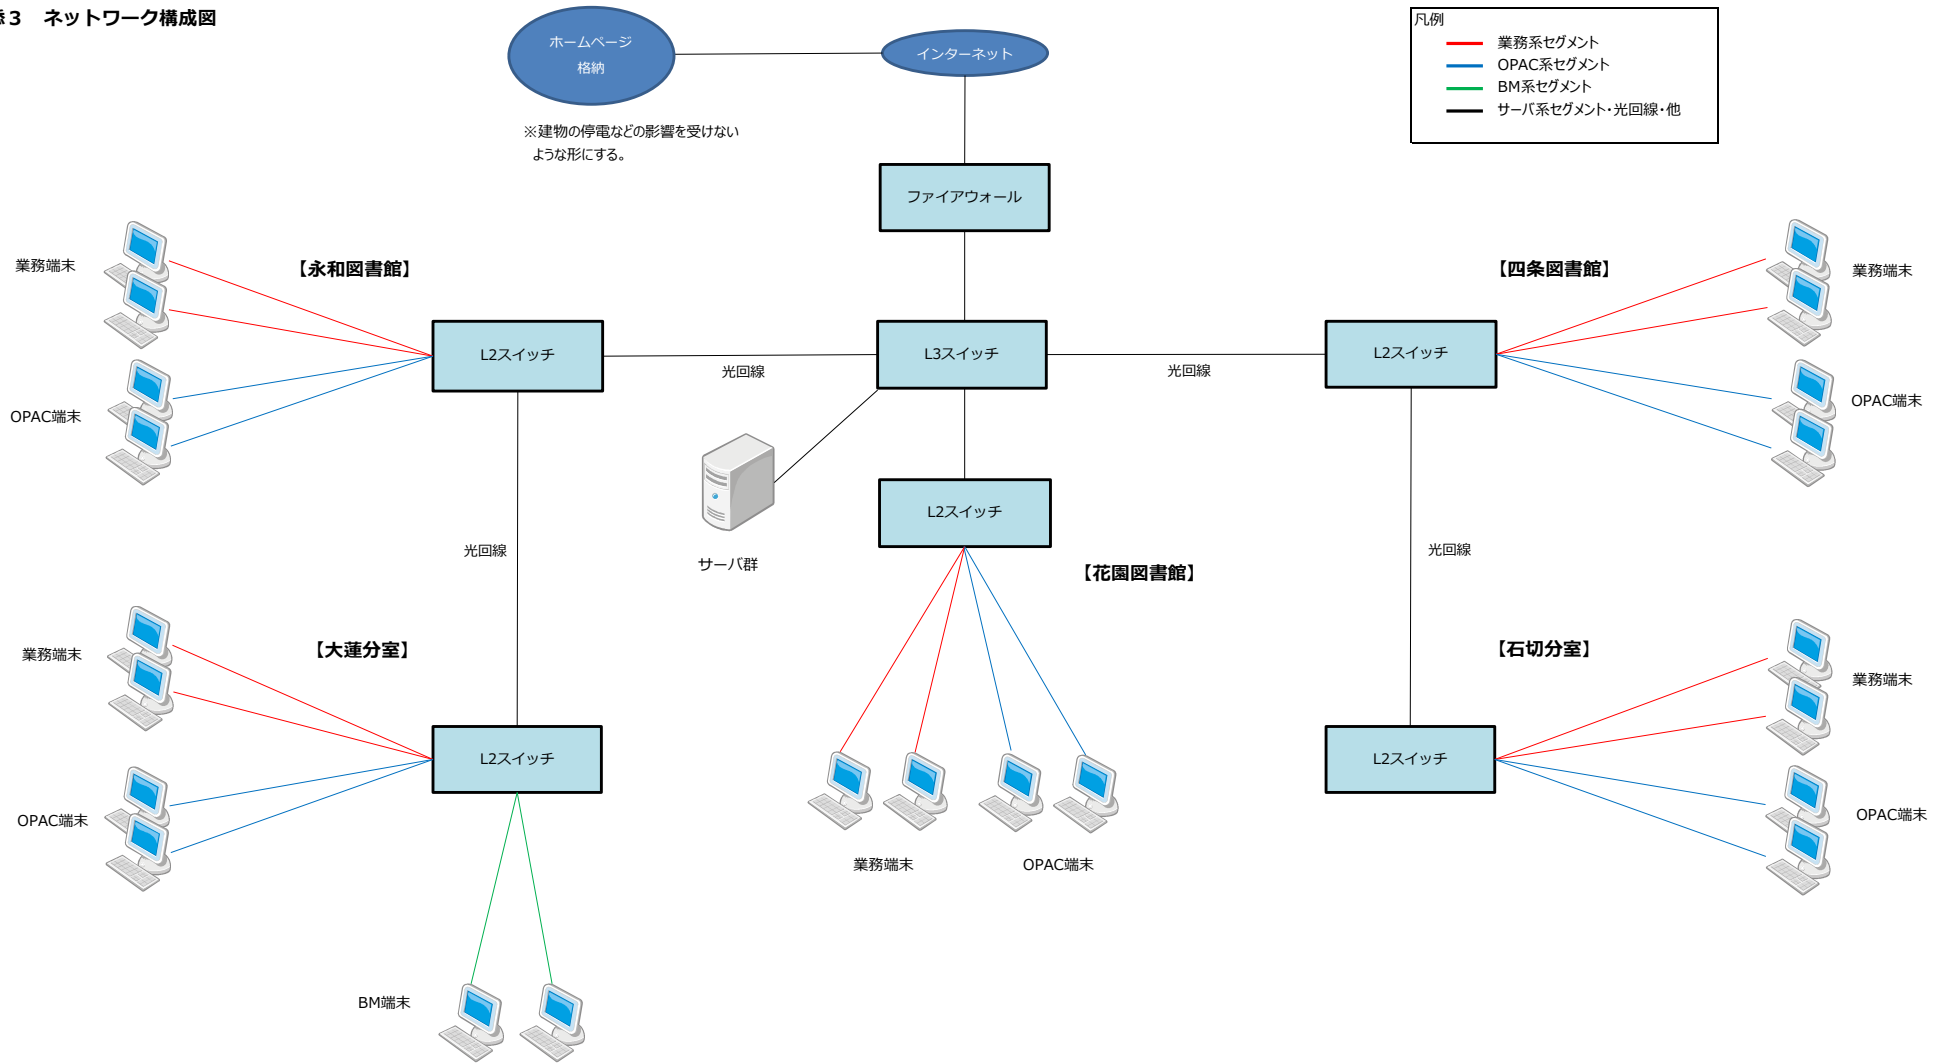 3 ネットワーク構成図
ホームページ
格納
インターネット
※建物の停電などの影響を受けない
ような形にする。
凡例
業務系セグメント
OPAC系セグメント
BM系セグメント
サーバ系セグメント・光回線・他
ファイアウォール
業務端末
【永和図書館】
【四条図書館】
業務端末
L2スイッチ
L3スイッチ
L2スイッチ
光回線
光回線
OPAC端末
OPAC端末
L2スイッチ
光回線
サーバ群
光回線
【花園図書館】
業務端末
【大蓮分室】
【石切分室】
業務端末
L2スイッチ
L2スイッチ
OPAC端末
OPAC端末
業務端末
OPAC端末
BM端末